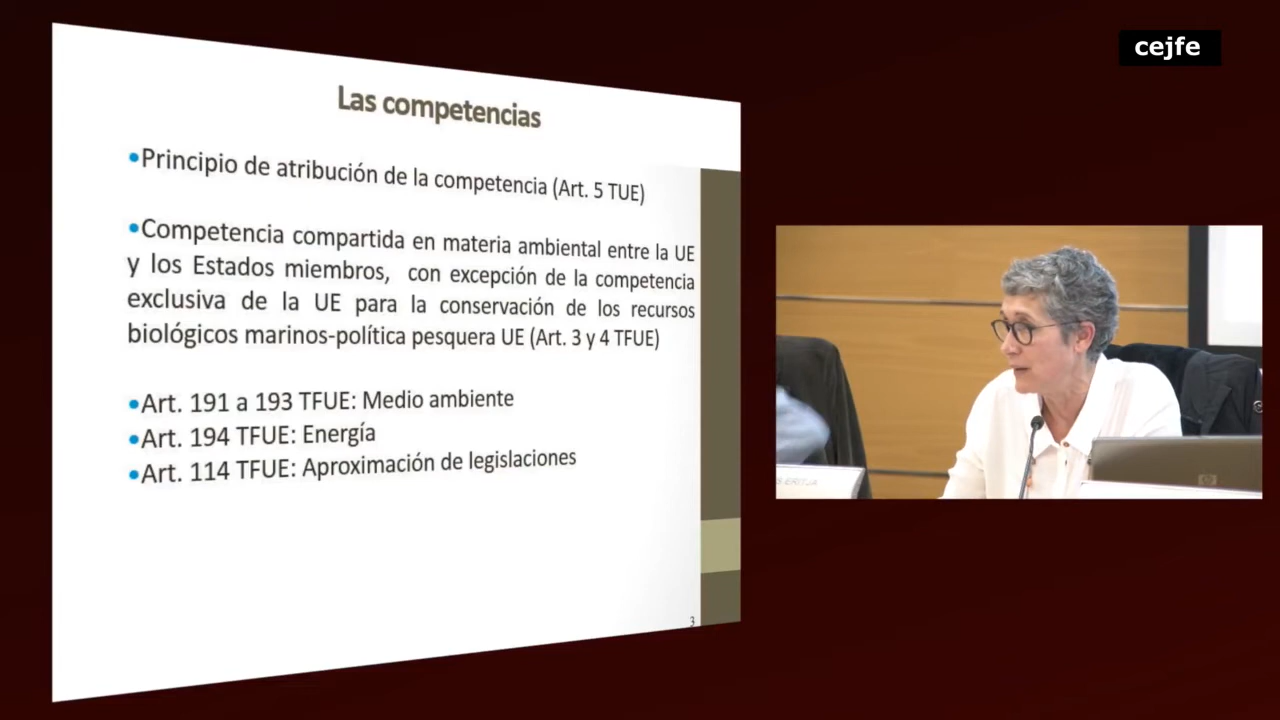 cejfe
Las competencias
•Principio de atribución de la competencia (Art. 5 TUE)
•Competencia compartida en materia ambiental entre la UE
y los Estados miembros, con excepción de la competencia
exclusiva de la UE para la conservación de los recursos
biológicos marinos-política pesquera UE (Art. 3 y 4 TFUE)
•Art. 191 a 193 TFUE: Medio ambiente
•Art. 194 TFUE: Energía
•Art. 114 TFUE: Aproximación de legislaciones
3
hp